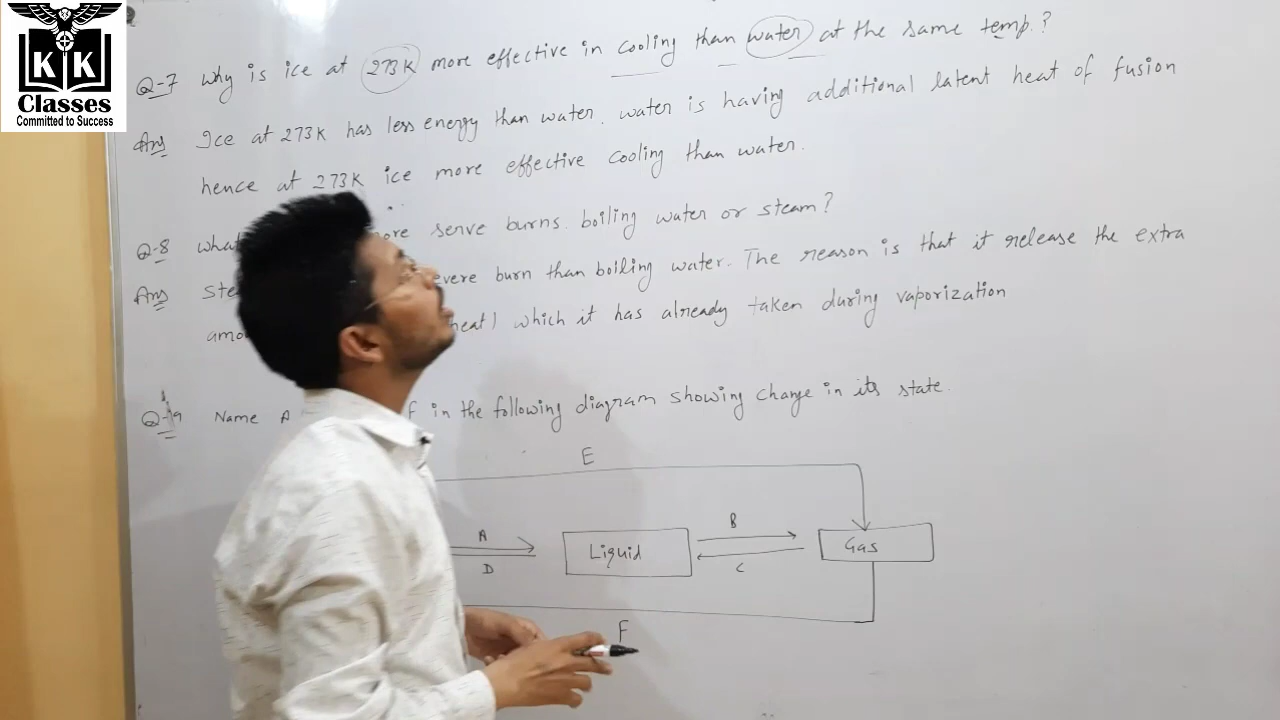 K K
Classes
Committed to Success
Q-7 Why is ice at 273K more effective in cooling than water at the same temp.?
Ans Ice at 273K has less energy than water. water is having additional latent heat of fusion
hence at 273K ice more effective cooling than water.
Q-8 what ore serve burns. boiling water or steam?
Ans Ste evere burn than boiling water. The reason is that it release the extra
amo heat) which it has already taken during vaporization
Q-9 Name A F in the following diagram showing change in its state.
E
A
B
Liquid
Gas
D
C
F